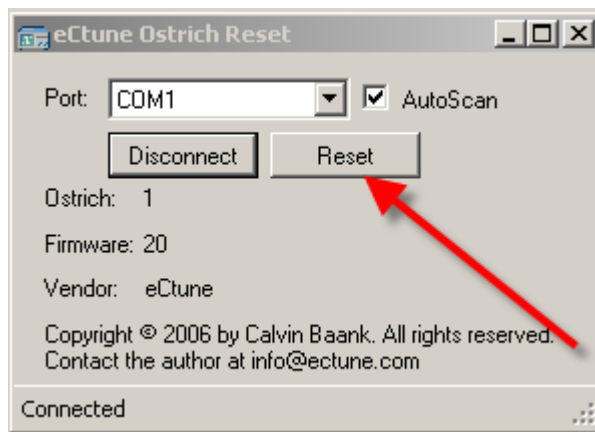 eCtune Ostrich Reset
Port: COM1 AutoScan
Disconnect Reset
Ostrich: 1
Firmware: 20
Vendor: eCtune
Copyright © 2006 by Calvin Baank. All rights reserved.
Contact the author at info@ectune.com
Connected